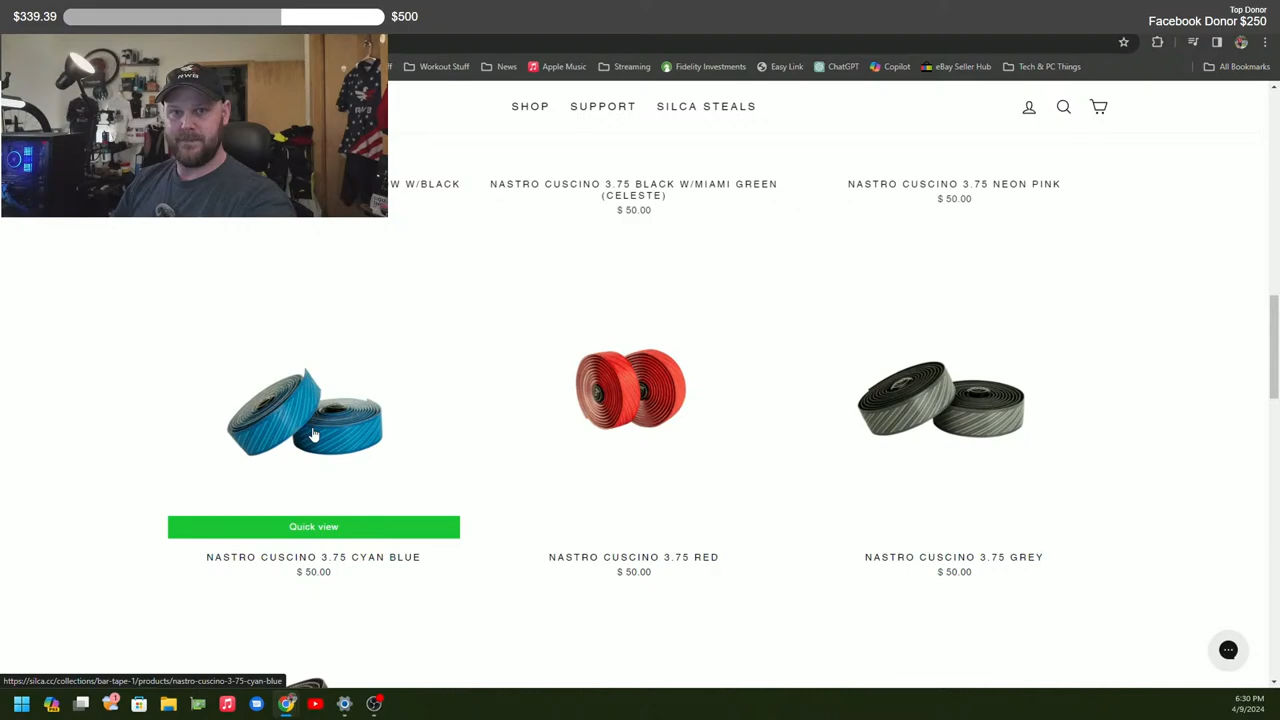 $339.39
$500
Top Donor
Facebook Donor $250
Workout Stuff
News
Apple Music
Streaming
Fidelity Investments
Easy Link
ChatGPT
Copilot
eBay Seller Hub
Tech & PC Things
All Bookmarks
SHOP
SUPPORT
SILCA STEALS
RWB
W W/BLACK
NASTRO CUSCINO 3.75 BLACK W/MIAMI GREEN
(CELESTE)
$ 50.00
NASTRO CUSCINO 3.75 NEON PINK
$ 50.00
Quick view
NASTRO CUSCINO 3.75 CYAN BLUE
$ 50.00
NASTRO CUSCINO 3.75 RED
$ 50.00
NASTRO CUSCINO 3.75 GREY
$ 50.00
https://silca.cc/collections/bar-tape-1/products/nastro-cuscino-3-75-cyan-blue
1
6:30 PM
4/9/2024